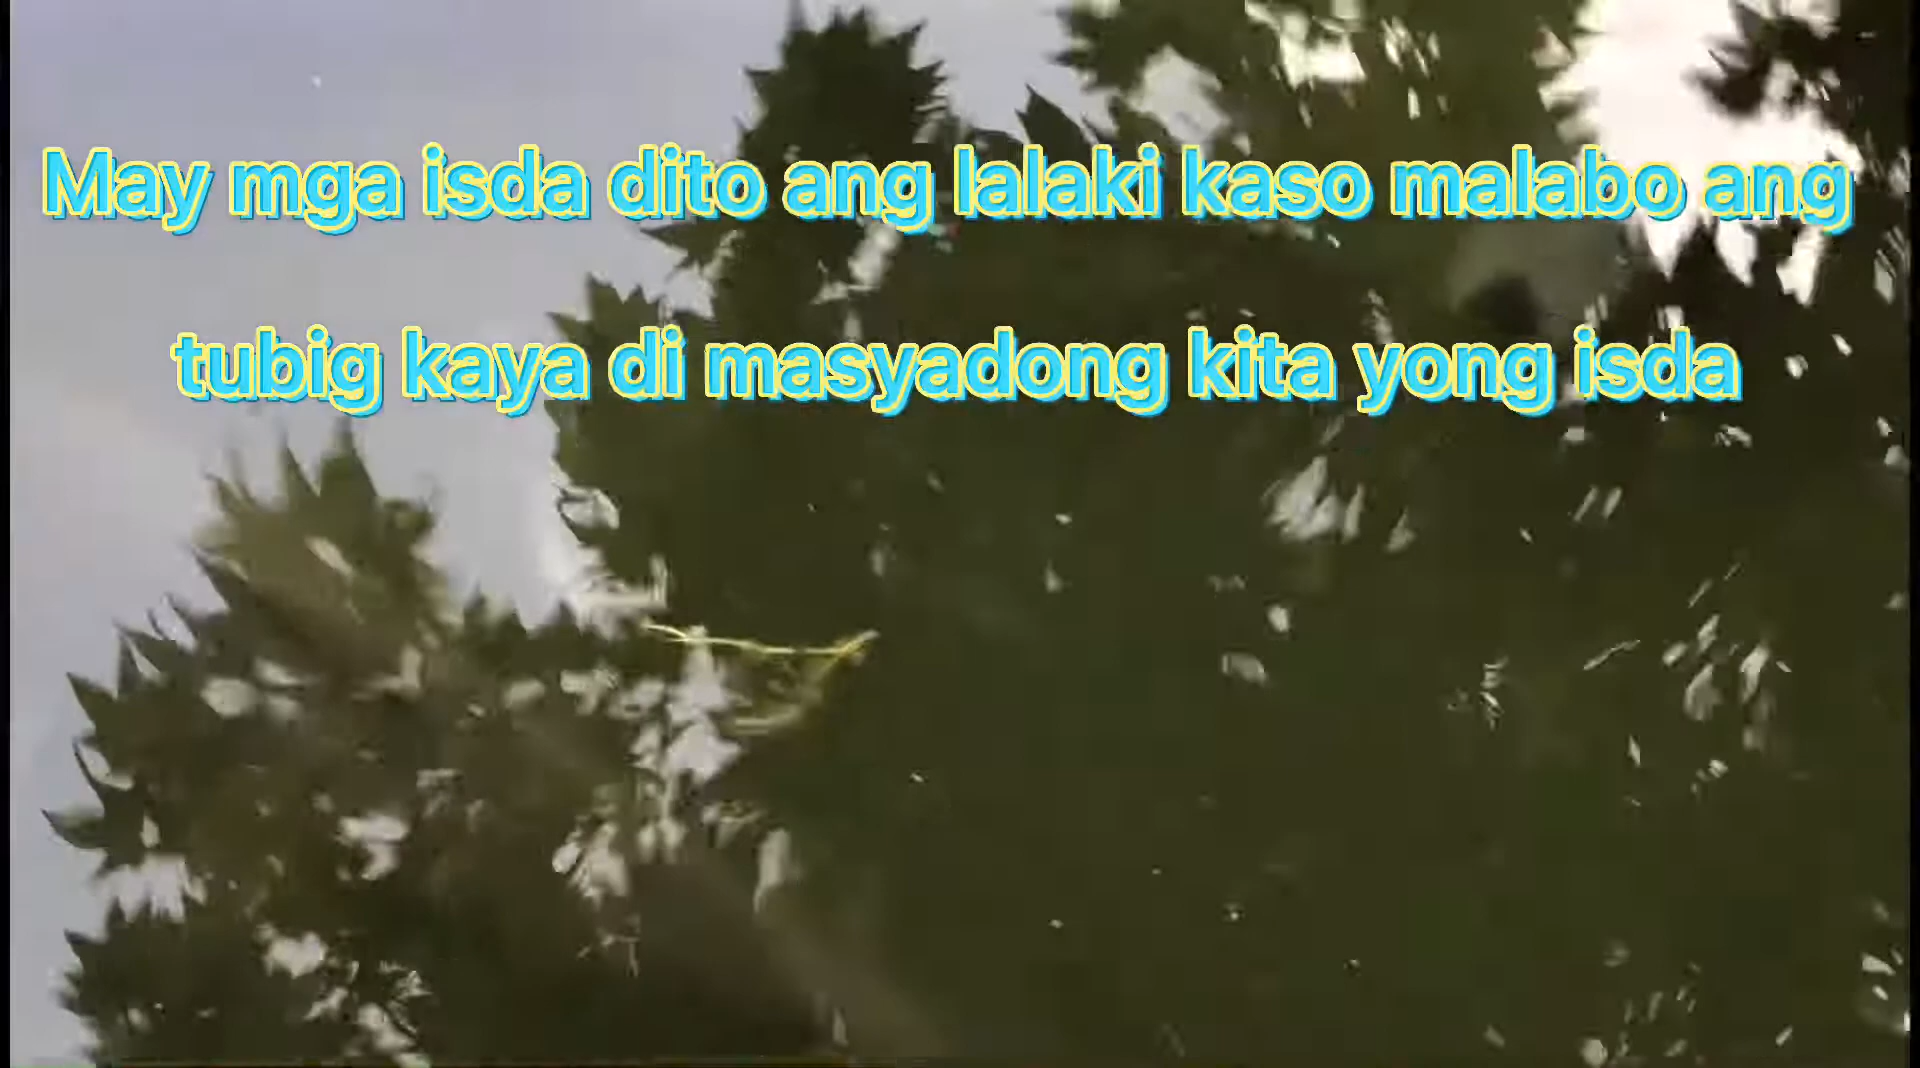 May mga isda dito ang lalaki kaso malabo ang
tubig kaya di masyadong kita yong isda